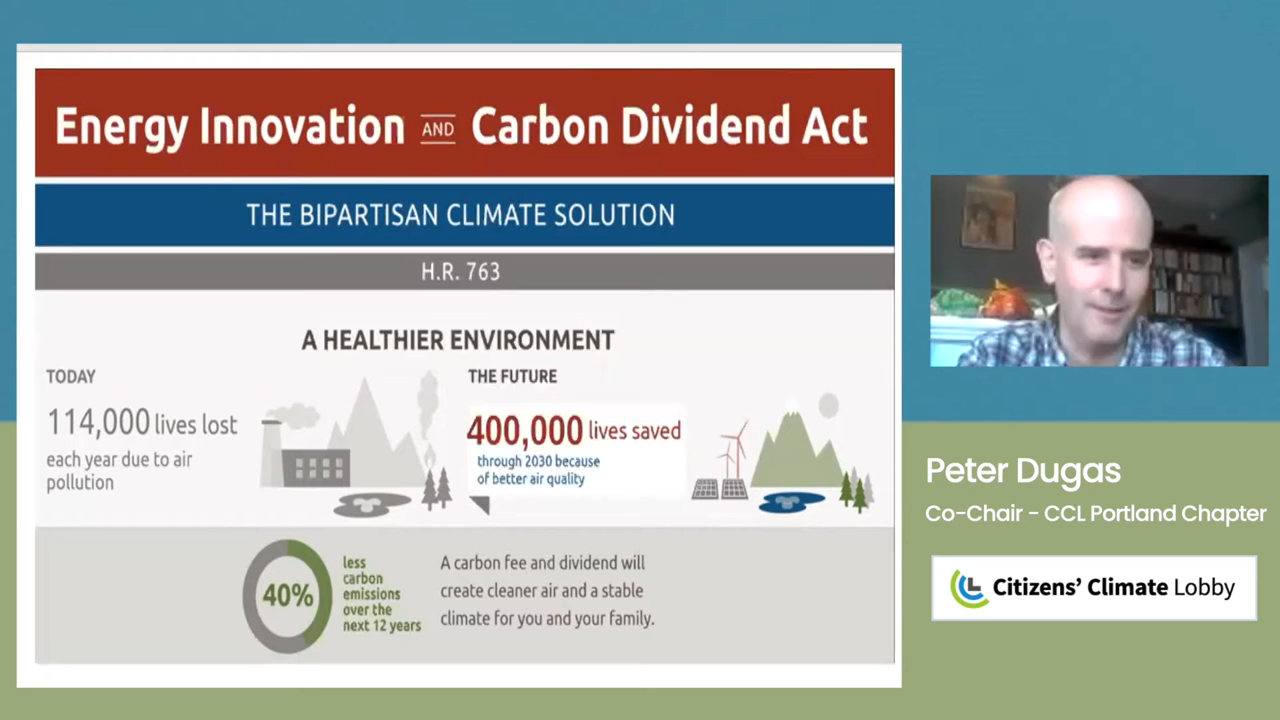 Energy Innovation AND Carbon Dividend Act
THE BIPARTISAN CLIMATE SOLUTION
H.R. 763
A HEALTHIER ENVIRONMENT
TODAY
114,000 lives lost
each year due to air
pollution
THE FUTURE
400,000 lives saved
through 2030 because
of better air quality
40%
less
carbon
emissions
over the
next 12 years
A carbon fee and dividend will
create cleaner air and a stable
climate for you and your family.
Peter Dugas
Co-Chair - CCL Portland Chapter
Citizens' Climate Lobby